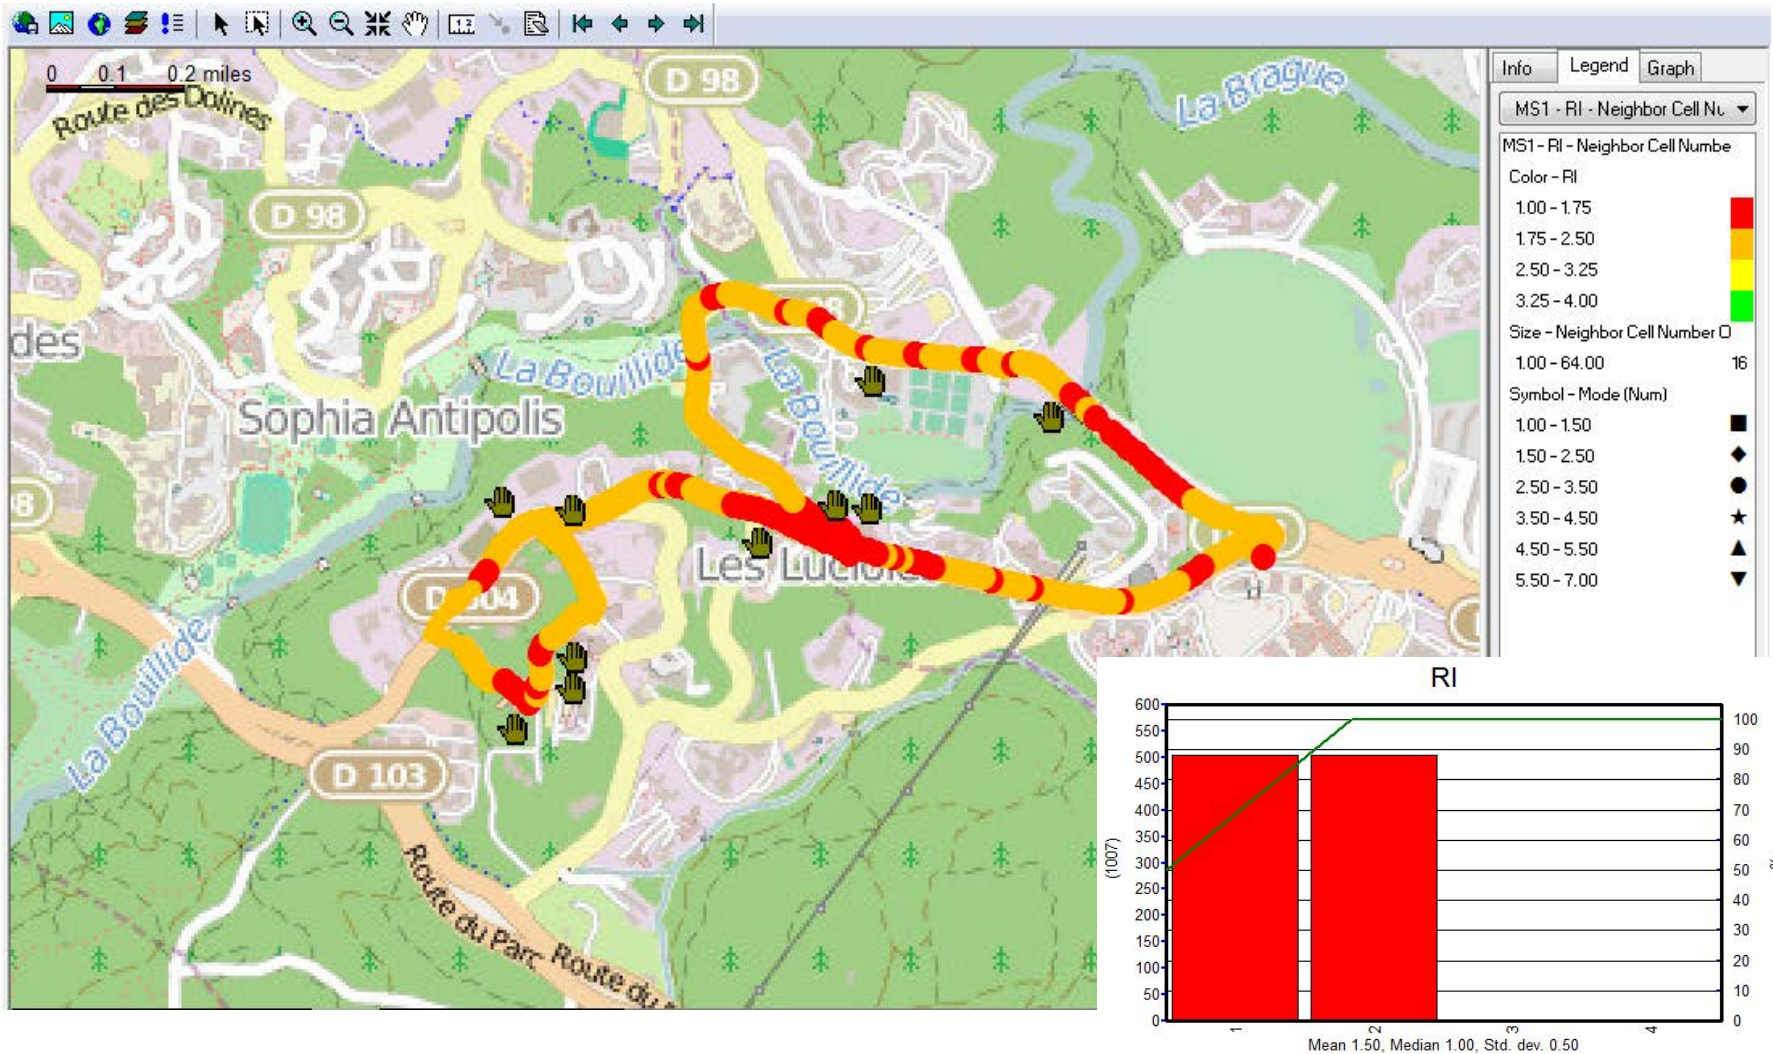 0 0.1 0.2 miles
Route des Dolines
D 98
La Brague
D 98
des
La Bouillide
La Bouillide
Sophia Antipolis
8
Les
D 04
La Bouillide
D 103
Route du Parc
Route du
Info Legend Graph
MS1 - RI - Neighbor Cell Nu
MS1 - RI - Neighbor Cell Numbe
Color - RI
1.00 - 1.75
1.75 - 2.50
2.50 - 3.25
3.25 - 4.00
Size - Neighbor Cell Number O
1.00 - 64.00 16
Symbol - Mode (Num)
1.00 - 1.50
1.50 - 2.50
2.50 - 3.50
3.50 - 4.50
4.50 - 5.50
5.50 - 7.00
RI
600
550
500
450
400
350
300
250
200
150
100
50
0
(1007)
100
90
80
70
60
50
40
30
20
10
0
%
1 2 3 4
Mean 1.50, Median 1.00, Std. dev. 0.50